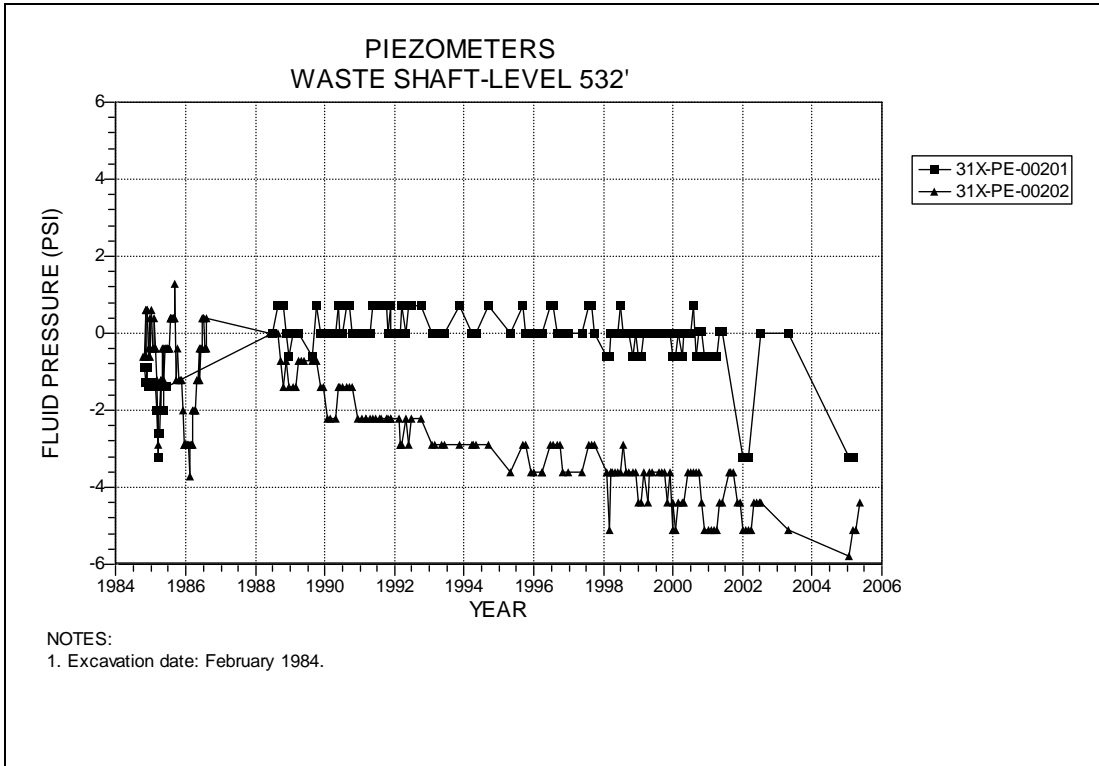 PIEZOMETERS
WASTE SHAFT-LEVEL 532'
6
4
2
0
-2
-4
-6
FLUID PRESSURE (PSI)
1984 1986 1988 1990 1992 1994 1996 1998 2000 2002 2004 2006
YEAR
31X-PE-00201
31X-PE-00202
NOTES:
1. Excavation date: February 1984.